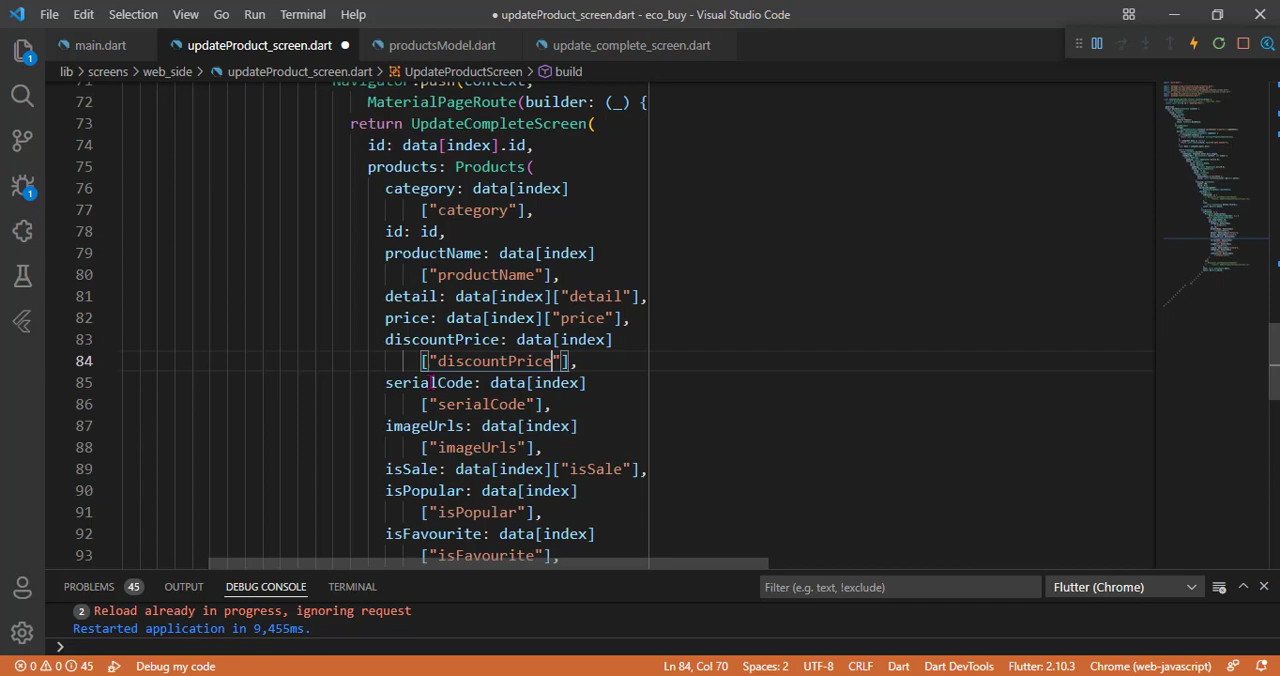 File Edit Selection View Go Run Terminal Help
● updateProduct_screen.dart - eco_buy - Visual Studio Code
main.dart
updateProduct_screen.dart ●
productsModel.dart
update_complete_screen.dart
lib > screens > web_side > updateProduct_screen.dart > UpdateProductScreen > build
71 Navigator.push(context,
72 MaterialPageRoute(builder: (_) {
73 return UpdateCompleteScreen(
74 id: data[index].id,
75 products: Products(
76 category: data[index]
77 ["category"],
78 id: id,
79 productName: data[index]
80 ["productName"],
81 detail: data[index]["detail"],
82 price: data[index]["price"],
83 discountPrice: data[index]
84 ["discountPrice"],
85 serialCode: data[index]
86 ["serialCode"],
87 imageUrls: data[index]
88 ["imageUrls"],
89 isSale: data[index]["isSale"],
90 isPopular: data[index]
91 ["isPopular"],
92 isFavourite: data[index]
93 ["isFavourite"],
PROBLEMS 45 OUTPUT DEBUG CONSOLE TERMINAL
Filter (e.g. text, !exclude)
Flutter (Chrome)
2 Reload already in progress, ignoring request
Restarted application in 9,455ms.
>
1
1
0 0 45 Debug my code
Ln 84, Col 70 Spaces: 2 UTF-8 CRLF Dart Dart DevTools Flutter: 2.10.3 Chrome (web-javascript)